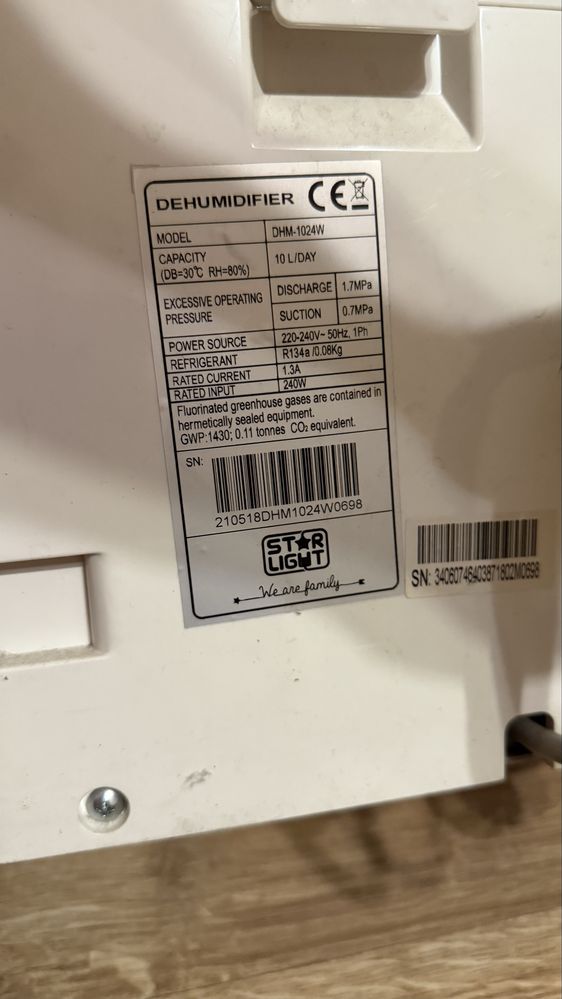 DEHUMIDIFIER CE
MODEL DHM-1024W
CAPACITY
(DB=30℃ RH=80%) 10 L/DAY
EXCESSIVE OPERATING
PRESSURE
DISCHARGE 1.7MPa
SUCTION 0.7MPa
POWER SOURCE 220-240V~ 50Hz, 1Ph
REFRIGERANT R134a /0.08Kg
RATED CURRENT 1.3A
RATED INPUT 240W
Fluorinated greenhouse gases are contained in
hermetically sealed equipment.
GWP:1430; 0.11 tonnes CO₂ equivalent.
SN:
210518DHM1024W0698
STAR
LIGHT
We are family
SN: 34060746403871802M0698